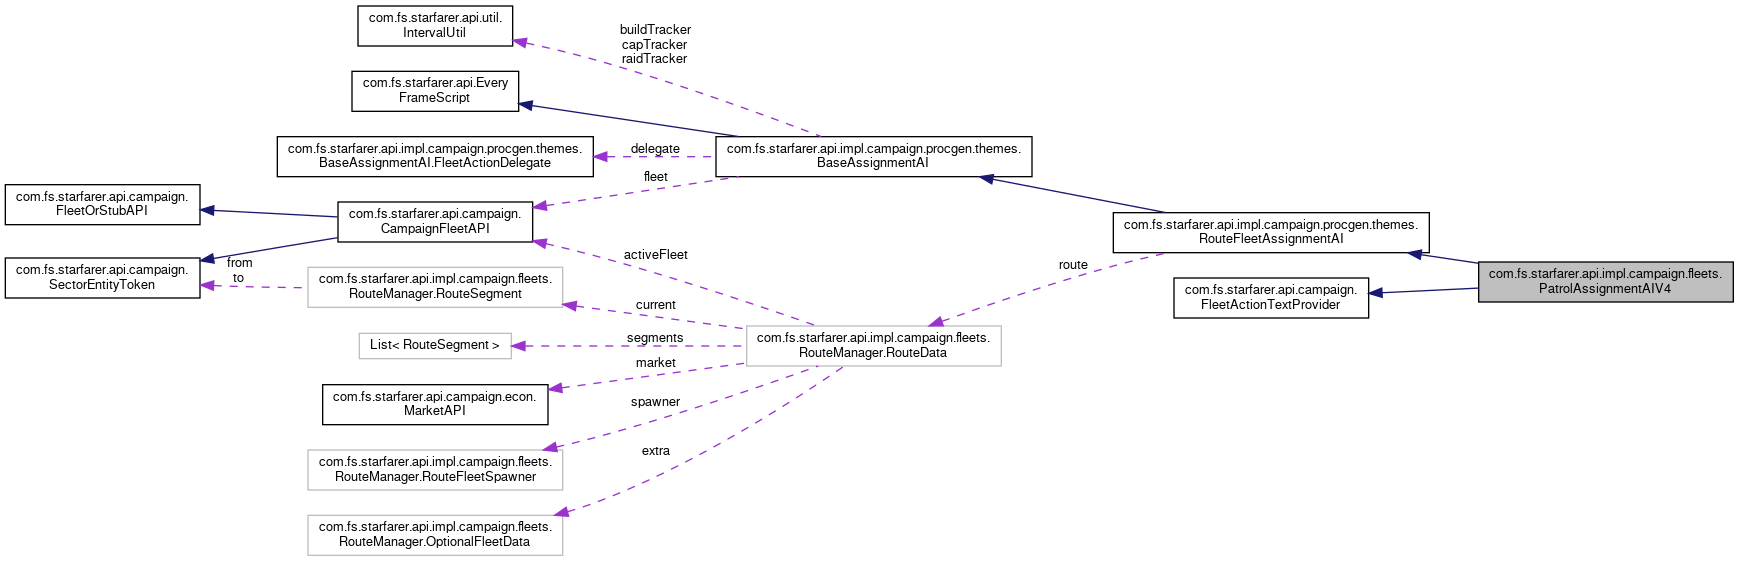 com.fs.starfarer.api.util.
IntervalUtil
buildTracker
capTracker
raidTracker
com.fs.starfarer.api.Every
FrameScript
com.fs.starfarer.api.impl.campaign.procgen.themes.
BaseAssignmentAI.FleetActionDelegate
delegate
com.fs.starfarer.api.impl.campaign.procgen.themes.
BaseAssignmentAI
fleet
com.fs.starfarer.api.campaign.
FleetOrStubAPI
com.fs.starfarer.api.campaign.
CampaignFleetAPI
com.fs.starfarer.api.impl.campaign.procgen.themes.
RouteFleetAssignmentAI
com.fs.starfarer.api.campaign.
SectorEntityToken
from
to
activeFleet
route
com.fs.starfarer.api.impl.campaign.fleets.
PatrolAssignmentAIV4
com.fs.starfarer.api.impl.campaign.fleets.
RouteManager.RouteSegment
current
com.fs.starfarer.api.campaign.
FleetActionTextProvider
List< RouteSegment >
segments
com.fs.starfarer.api.impl.campaign.fleets.
RouteManager.RouteData
market
com.fs.starfarer.api.campaign.econ.
MarketAPI
spawner
com.fs.starfarer.api.impl.campaign.fleets.
RouteManager.RouteFleetSpawner
extra
com.fs.starfarer.api.impl.campaign.fleets.
RouteManager.OptionalFleetData